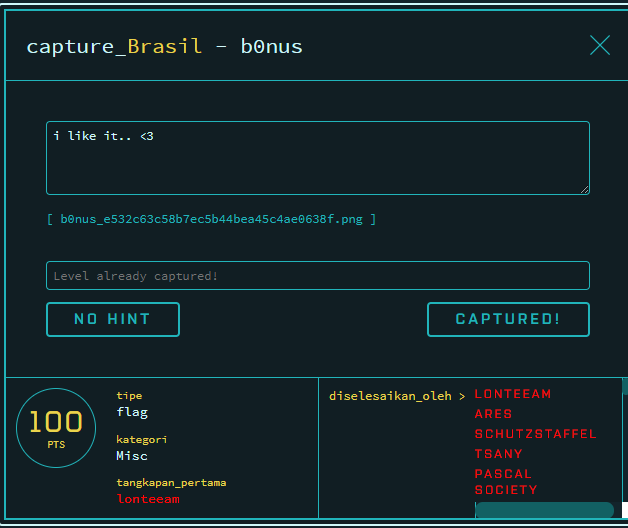 capture_Brasil - b0nus
i like it.. <3
[ b0nus_e532c63c58b7ec5b44bea45c4ae0638f.png ]
Level already captured!
NO HINT
CAPTURED!
100
PTS
tipe
flag
kategori
Misc
tangkapan_pertama
lonteeam
diselesaikan_oleh >
LONTEEAM
ARES
SCHUTZSTAFFEL
TSANY
PASCAL
SOCIETY